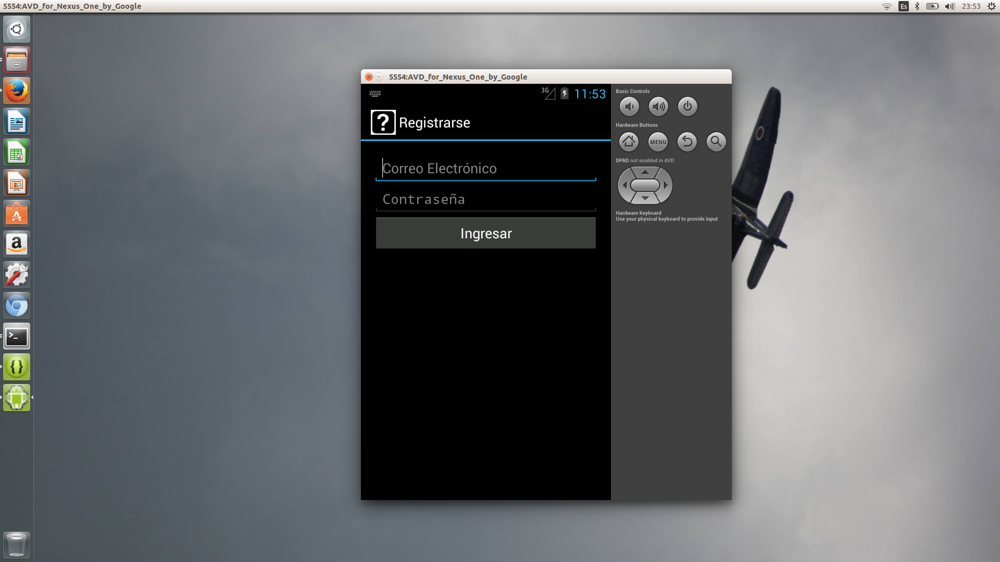 5554:AVD_for_Nexus_One_by_Google
Es
23:53
5554:AVD_for_Nexus_One_by_Google
3G
11:53
Registrarse
Correo Electrónico
Contraseña
Ingresar
Basic Controls
Hardware Buttons
MENU
DPAD not enabled in AVD
Hardware Keyboard
Use your physical keyboard to provide input